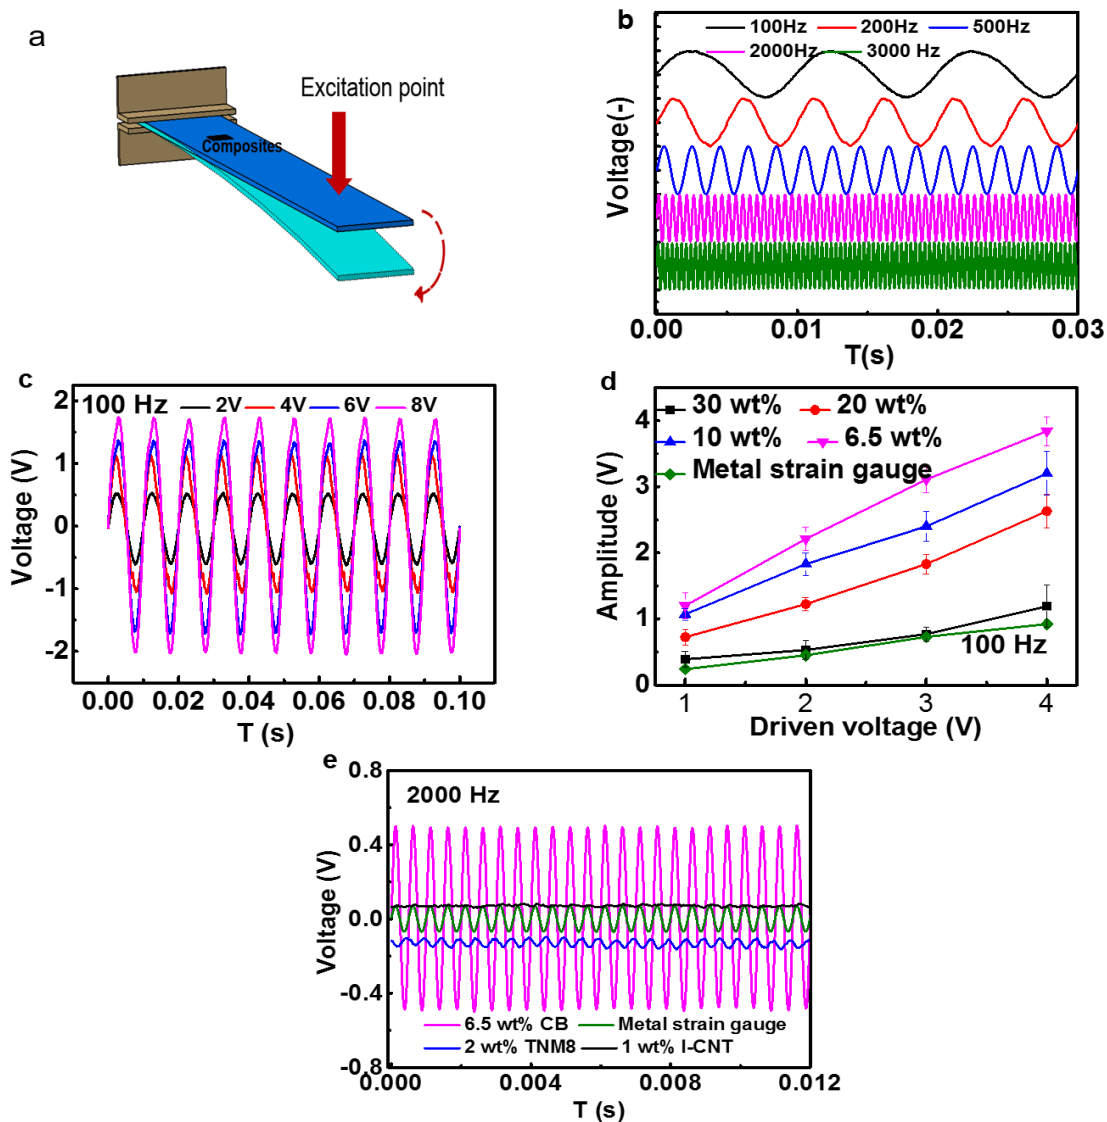 a
Excitation point
Composites
b
100Hz 200Hz 500Hz
2000Hz 3000 Hz
Voltage(-)
0.00 0.01 0.02 0.03
T(s)
c
100 Hz 2V 4V 6V 8V
2
1
0
-1
-2
Voltage (V)
0.00 0.02 0.04 0.06 0.08 0.10
T (s)
d
30 wt% 20 wt%
10 wt% 6.5 wt%
Metal strain gauge
4
3
2
1
0
Amplitude (V)
100 Hz
1 2 3 4
Driven voltage (V)
e
2000 Hz
0.8
0.4
0.0
-0.4
-0.8
Voltage (V)
6.5 wt% CB Metal strain gauge
2 wt% TNM8 1 wt% I-CNT
0.000 0.004 0.008 0.012
T (s)